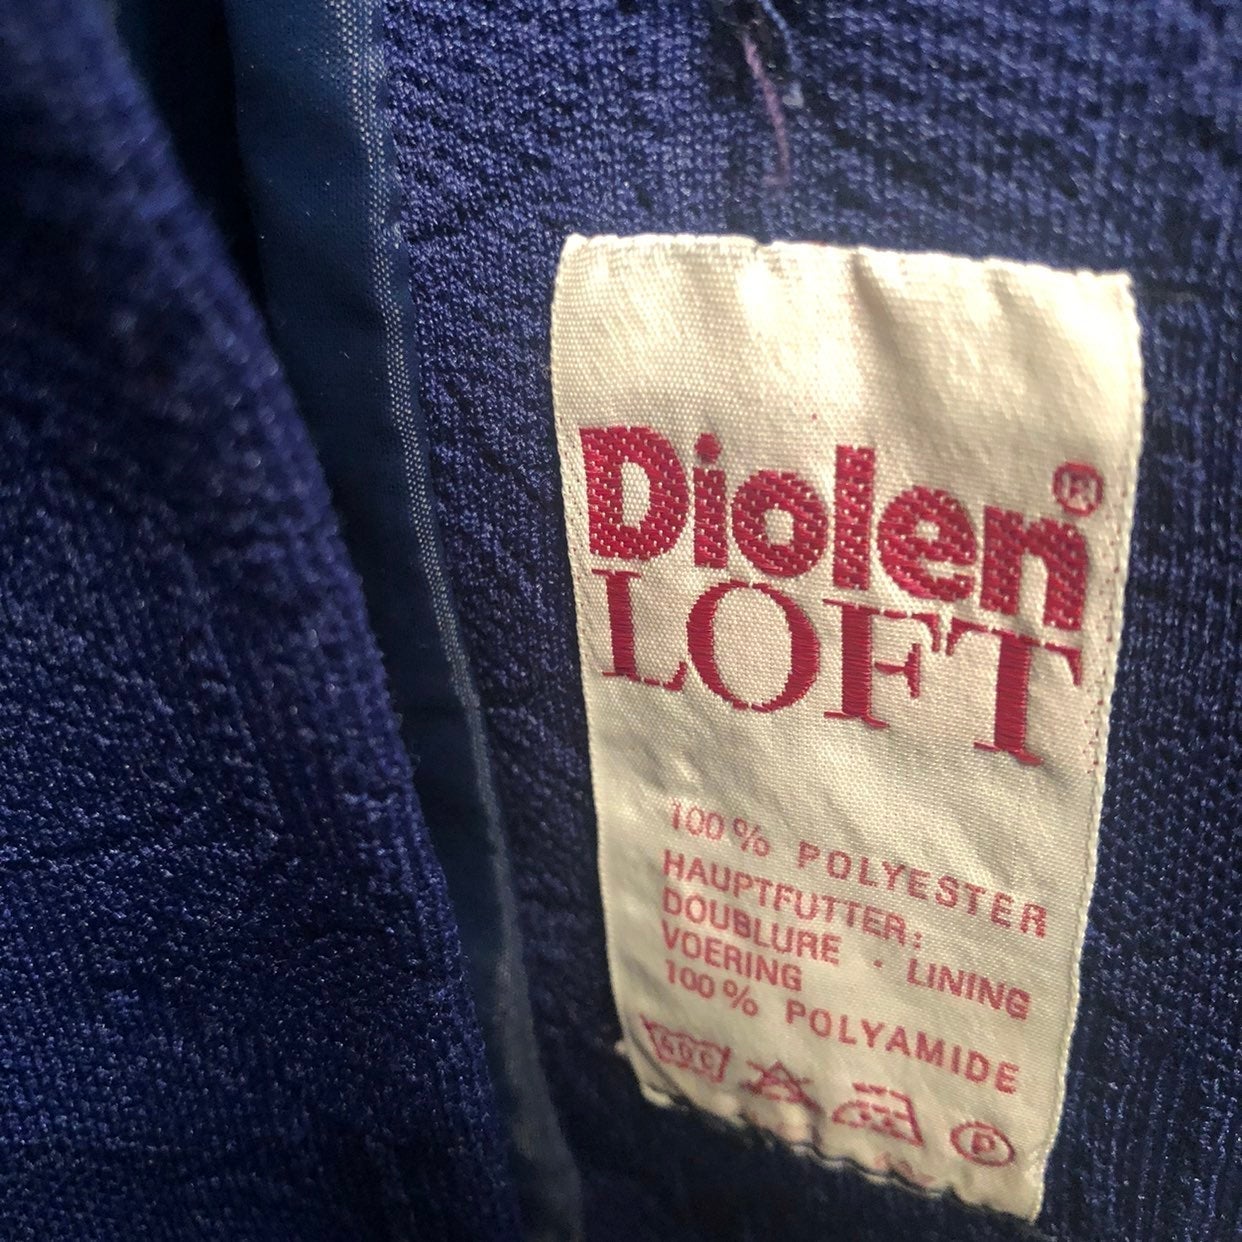 Diolen®
LOFT
100% POLYESTER
HAUPTFUTTER:
DOUBLURE · LINING
VOERING
100% POLYAMIDE
P